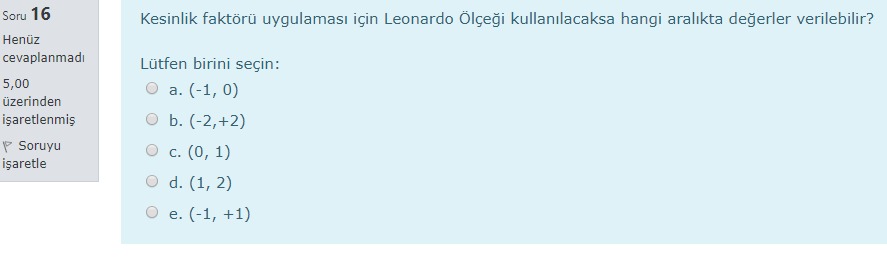 Soru 16
Henüz
cevaplanmadı
5,00
üzerinden
işaretlenmiş
Soruyu
işaretle
Kesinlik faktörü uygulaması için Leonardo Ölçeği kullanılacaksa hangi aralıkta değerler verilebilir?
Lütfen birini seçin:
a. (-1, 0)
b. (-2,+2)
c. (0, 1)
d. (1, 2)
e. (-1, +1)